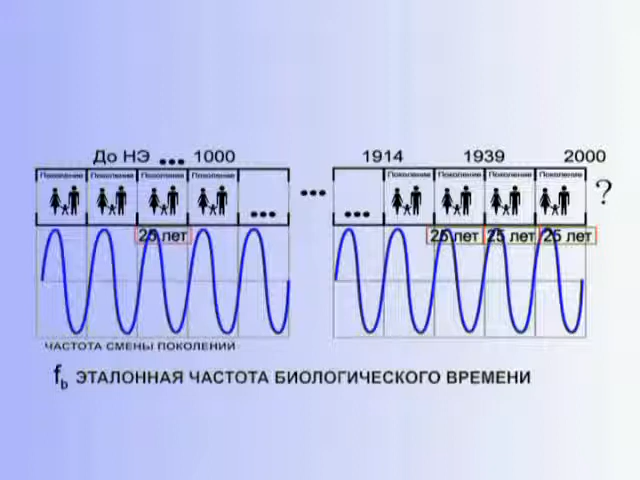 До НЭ ... 1000 1914 1939 2000
Поколение Поколение Поколение Поколение ... ... ... Поколение Поколение Поколение Поколение ?
25 лет 25 лет 25 лет 25 лет
ЧАСТОТА СМЕНЫ ПОКОЛЕНИЙ
fb ЭТАЛОННАЯ ЧАСТОТА БИОЛОГИЧЕСКОГО ВРЕМЕНИ